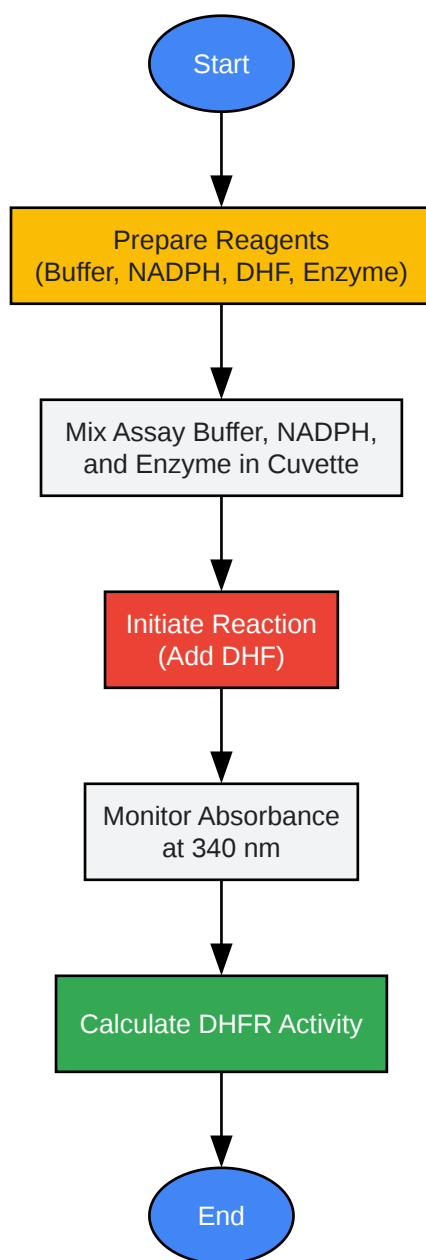 Start
Prepare Reagents
(Buffer, NADPH, DHF, Enzyme)
Mix Assay Buffer, NADPH,
and Enzyme in Cuvette
Initiate Reaction
(Add DHF)
Monitor Absorbance
at 340 nm
Calculate DHFR Activity
End